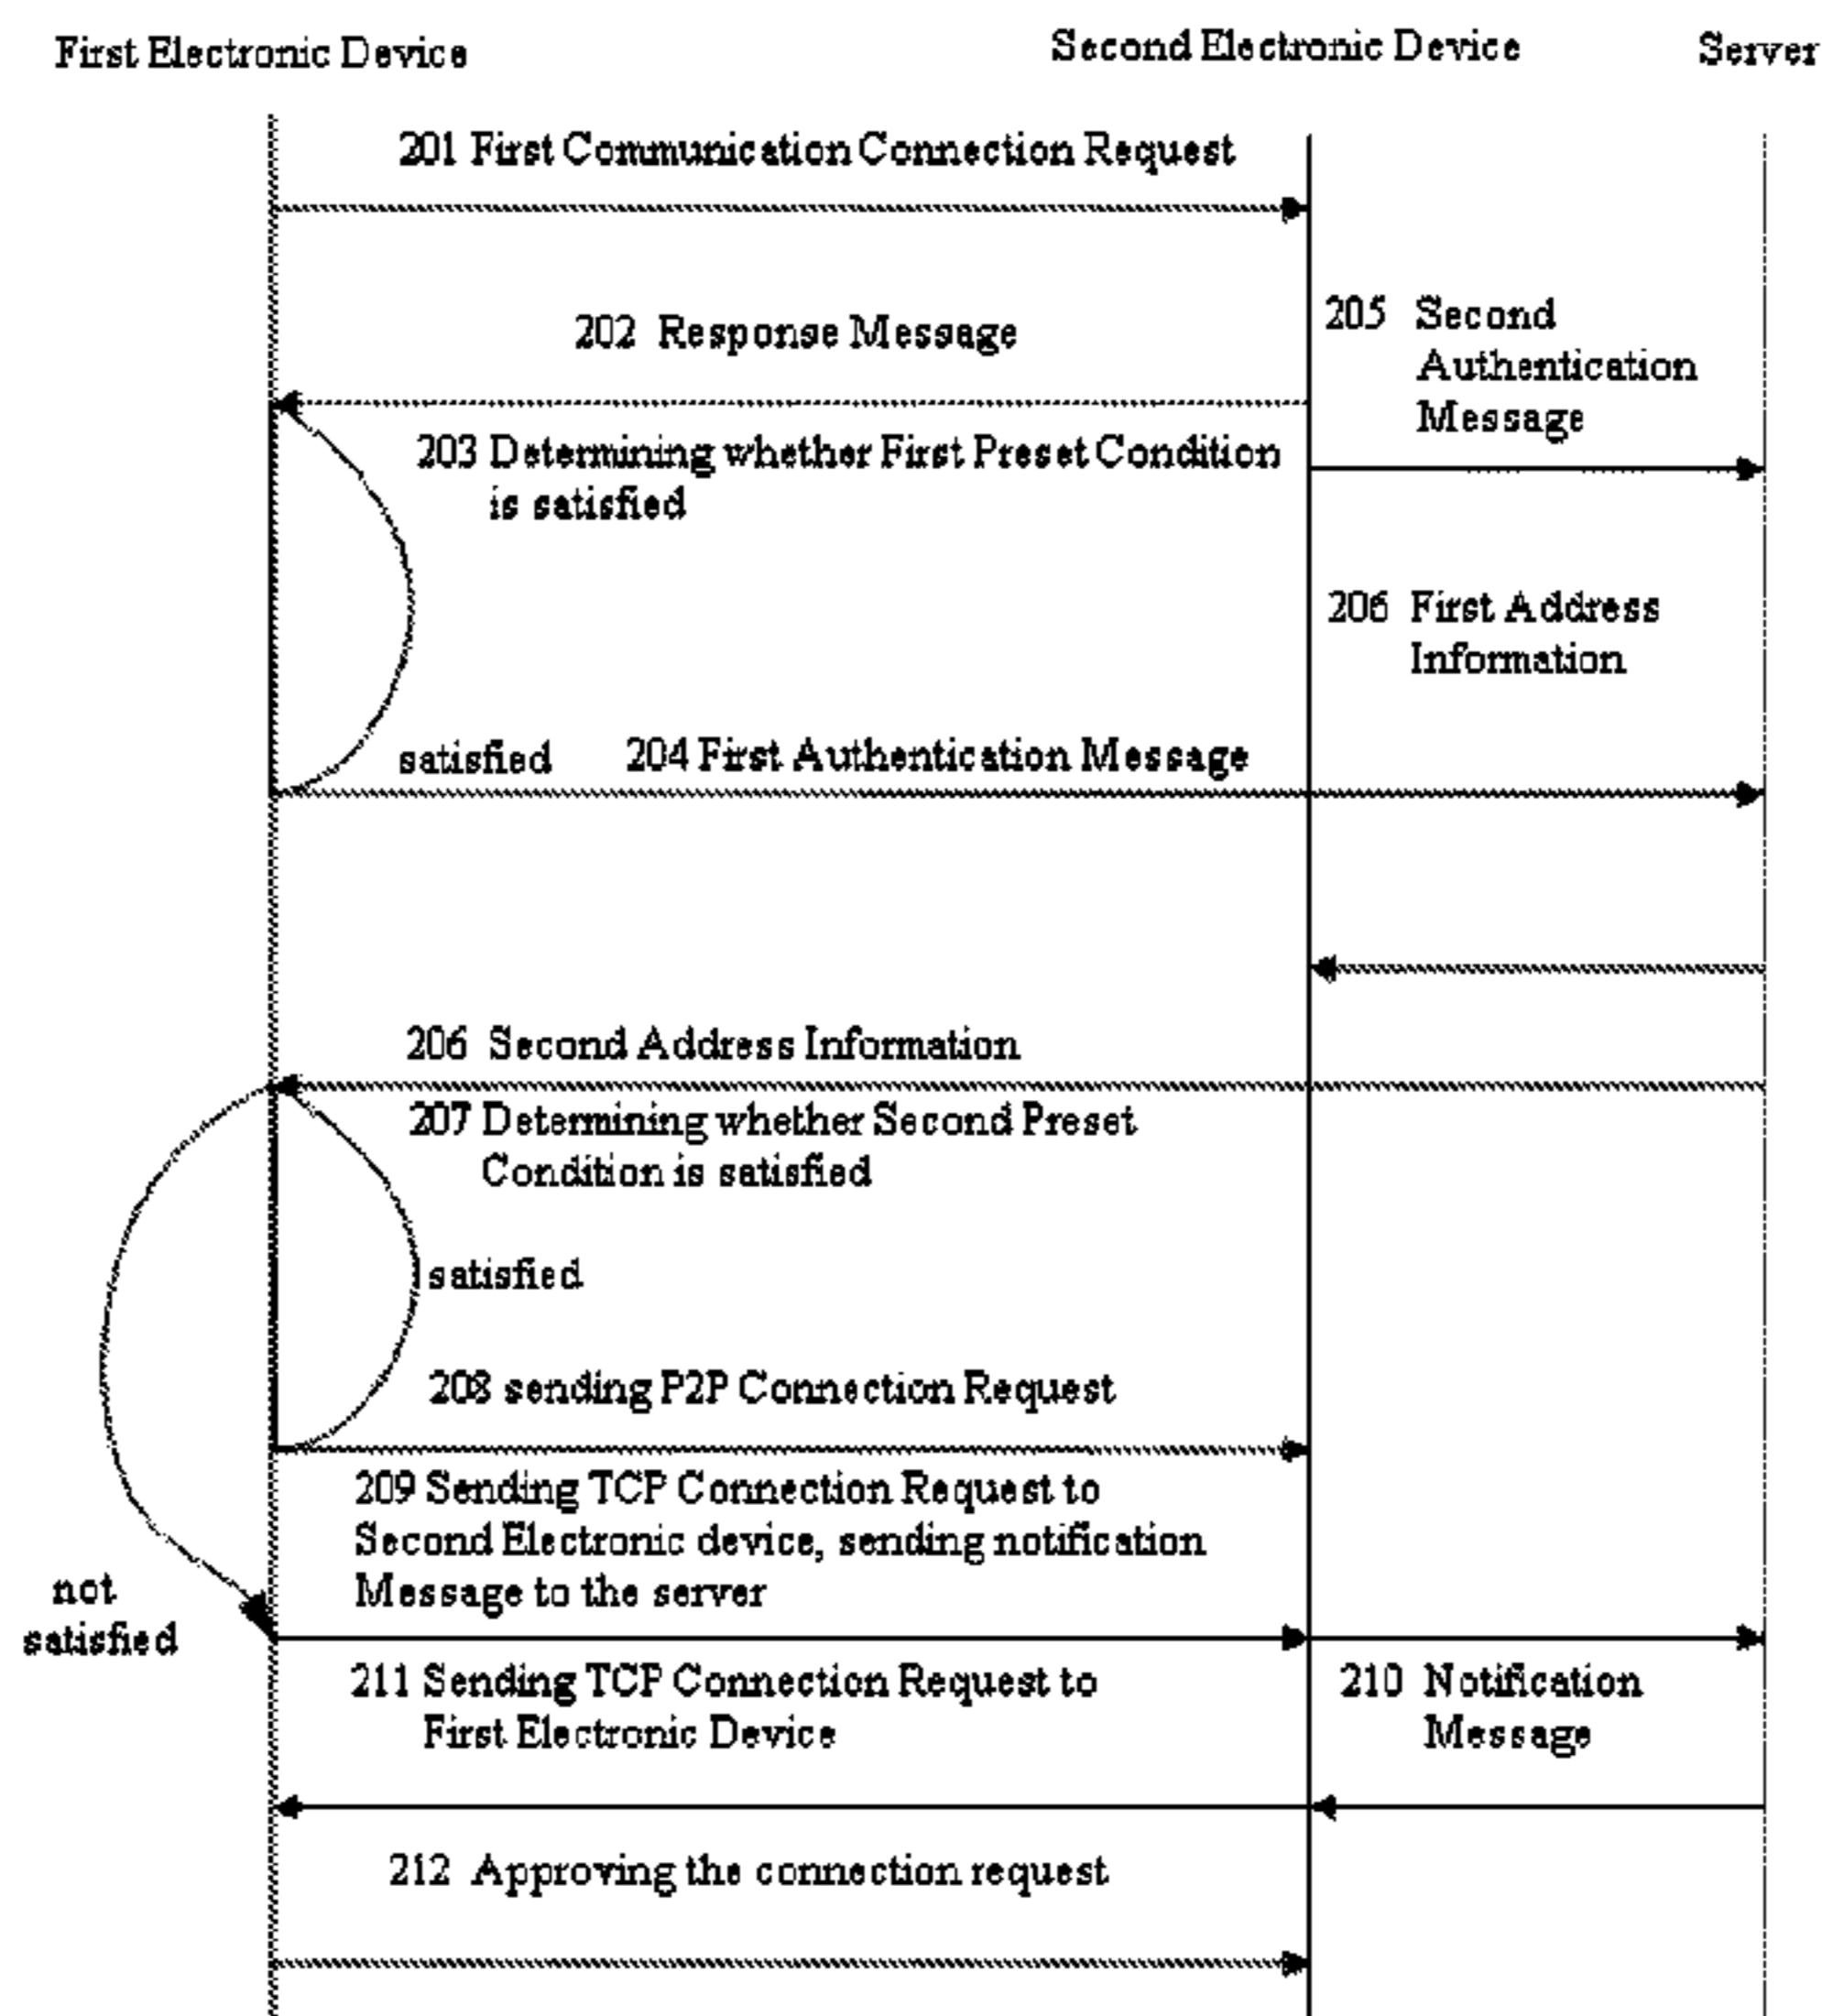 First Electronic Device
Second Electronic Device
Server
201 First Communication Connection Request
202 Response Message
205 Second
Authentication
Message
203 Determining whether First Preset Condition
is satisfied
206 First Address
Information
satisfied
204 First Authentication Message
206 Second Address Information
207 Determining whether Second Preset
Condition is satisfied
satisfied
208 sending P2P Connection Request
209 Sending TCP Connection Request to
Second Electronic device, sending notification
Message to the server
not
satisfied
211 Sending TCP Connection Request to
First Electronic Device
210 Notification
Message
212 Approving the connection request